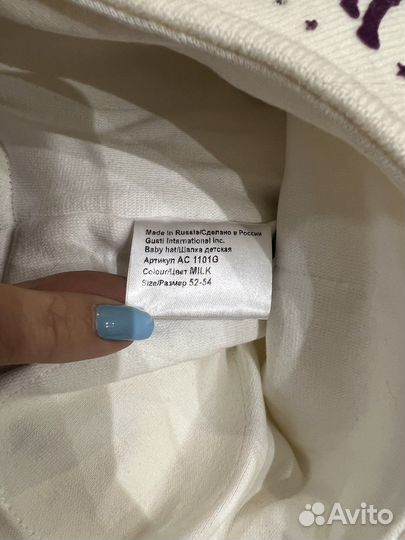 Made in Russia/Сделано в России
Gusti International Inc.
Baby hat/Шапка детская
Артикул AC 1101G
Colour/Цвет MILK
Size/Размер 52-54
Avito